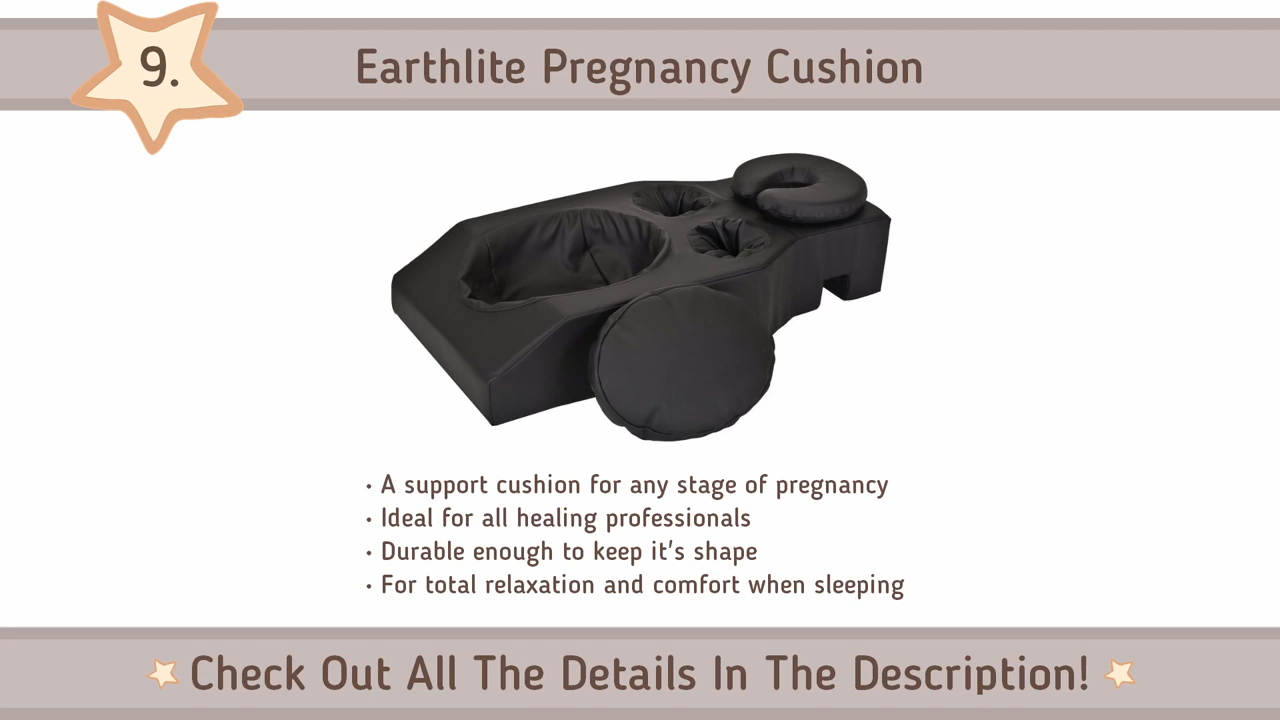 9.
Earthlite Pregnancy Cushion
• A support cushion for any stage of pregnancy
• Ideal for all healing professionals
• Durable enough to keep it's shape
• For total relaxation and comfort when sleeping
Check Out All The Details In The Description!